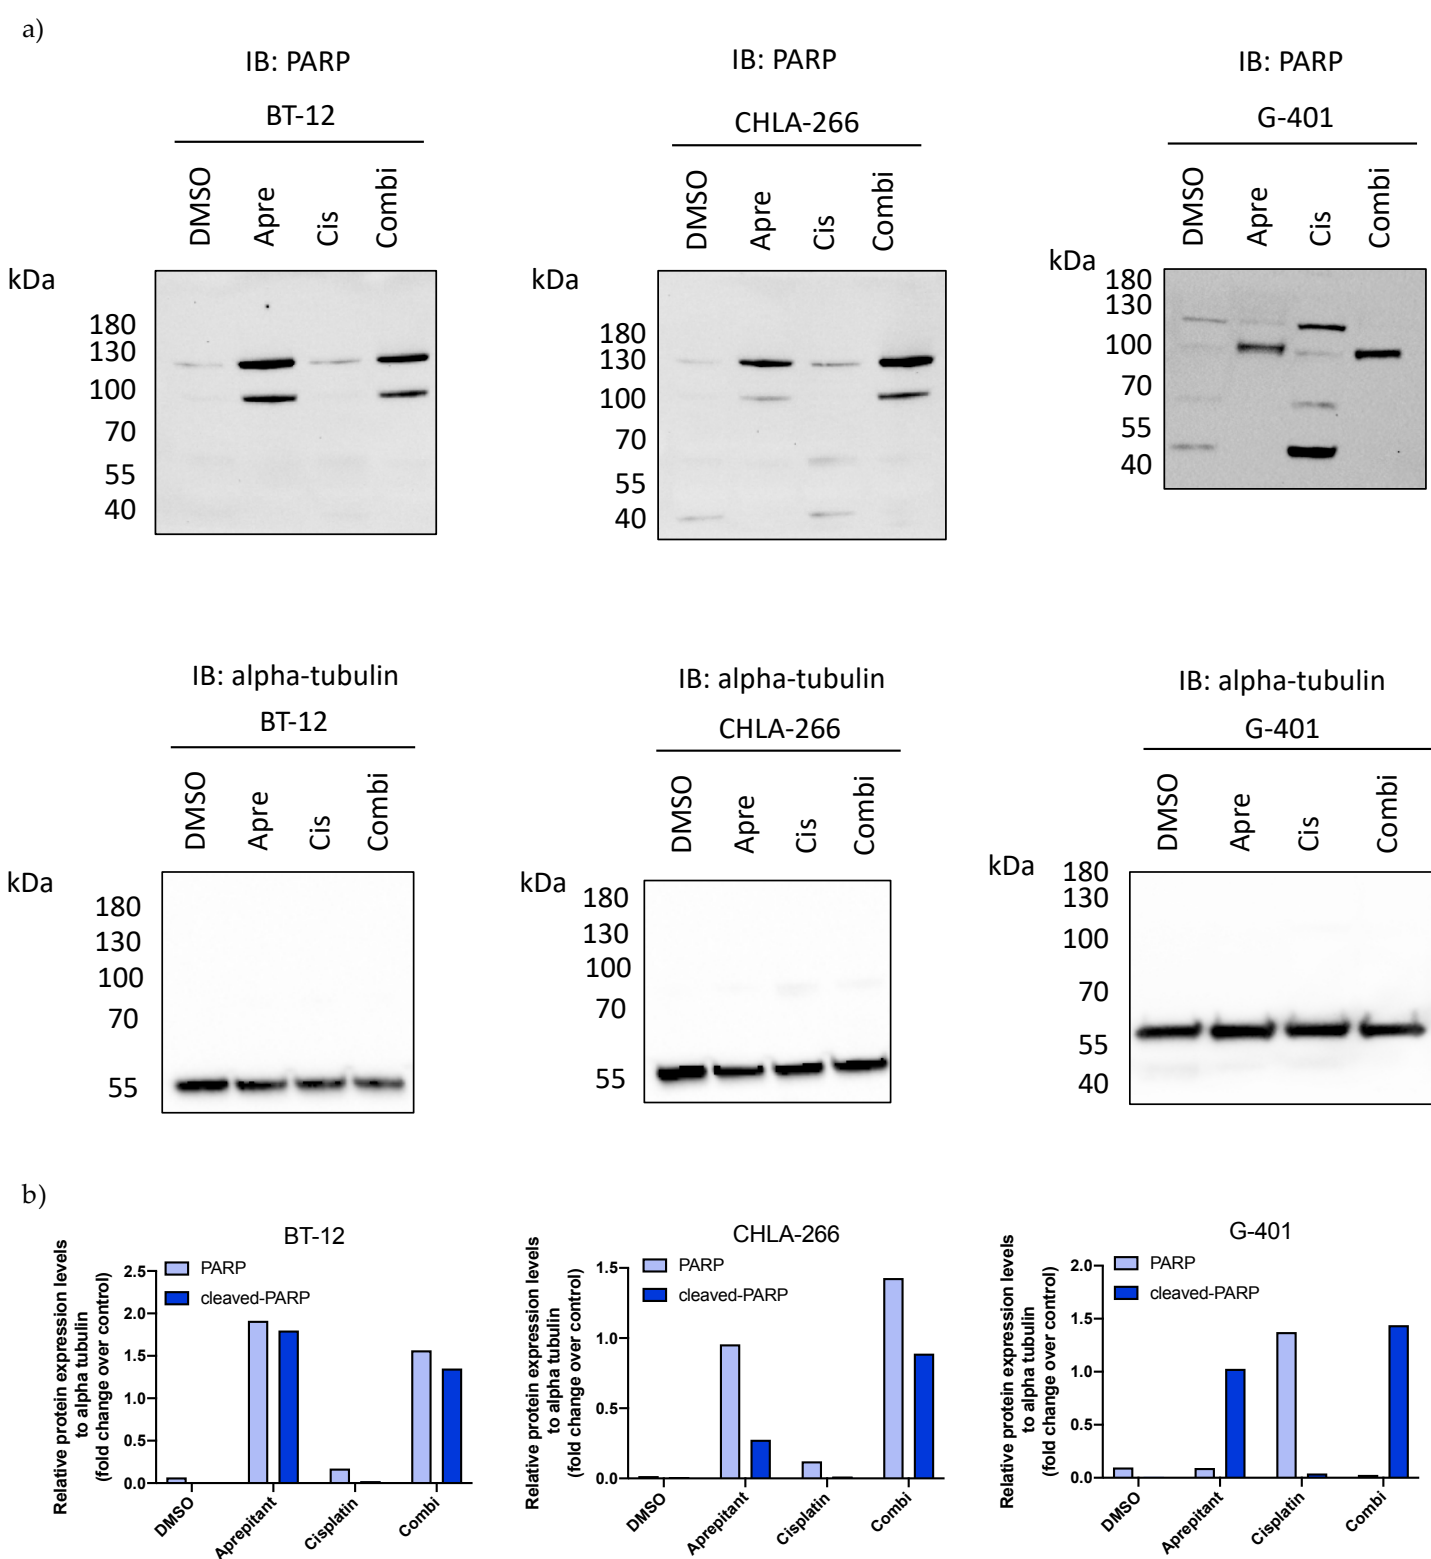 a)
IB: PARP
BT-12
DMSO
Apre
Cis
Combi
kDa
180
130
100
70
55
40
IB: PARP
CHLA-266
DMSO
Apre
Cis
Combi
kDa
180
130
100
70
55
40
IB: PARP
G-401
DMSO
Apre
Cis
Combi
kDa
180
130
100
70
55
40
IB: alpha-tubulin
BT-12
DMSO
Apre
Cis
Combi
kDa
180
130
100
70
55
IB: alpha-tubulin
CHLA-266
DMSO
Apre
Cis
Combi
kDa
180
130
100
70
55
IB: alpha-tubulin
G-401
DMSO
Apre
Cis
Combi
kDa
180
130
100
70
55
40
b)
BT-12
PARP
cleaved-PARP
Relative protein expression levels
to alpha tubulin
(fold change over control)
2.5
2.0
1.5
1.0
0.5
0.0
DMSO
Aprepitant
Cisplatin
Combi
CHLA-266
PARP
cleaved-PARP
Relative protein expression levels
to alpha tubulin
(fold change over control)
1.5
1.0
0.5
0.0
DMSO
Aprepitant
Cisplatin
Combi
G-401
PARP
cleaved-PARP
Relative protein expression levels
to alpha tubulin
(fold change over control)
2.0
1.5
1.0
0.5
0.0
DMSO
Aprepitant
Cisplatin
Combi